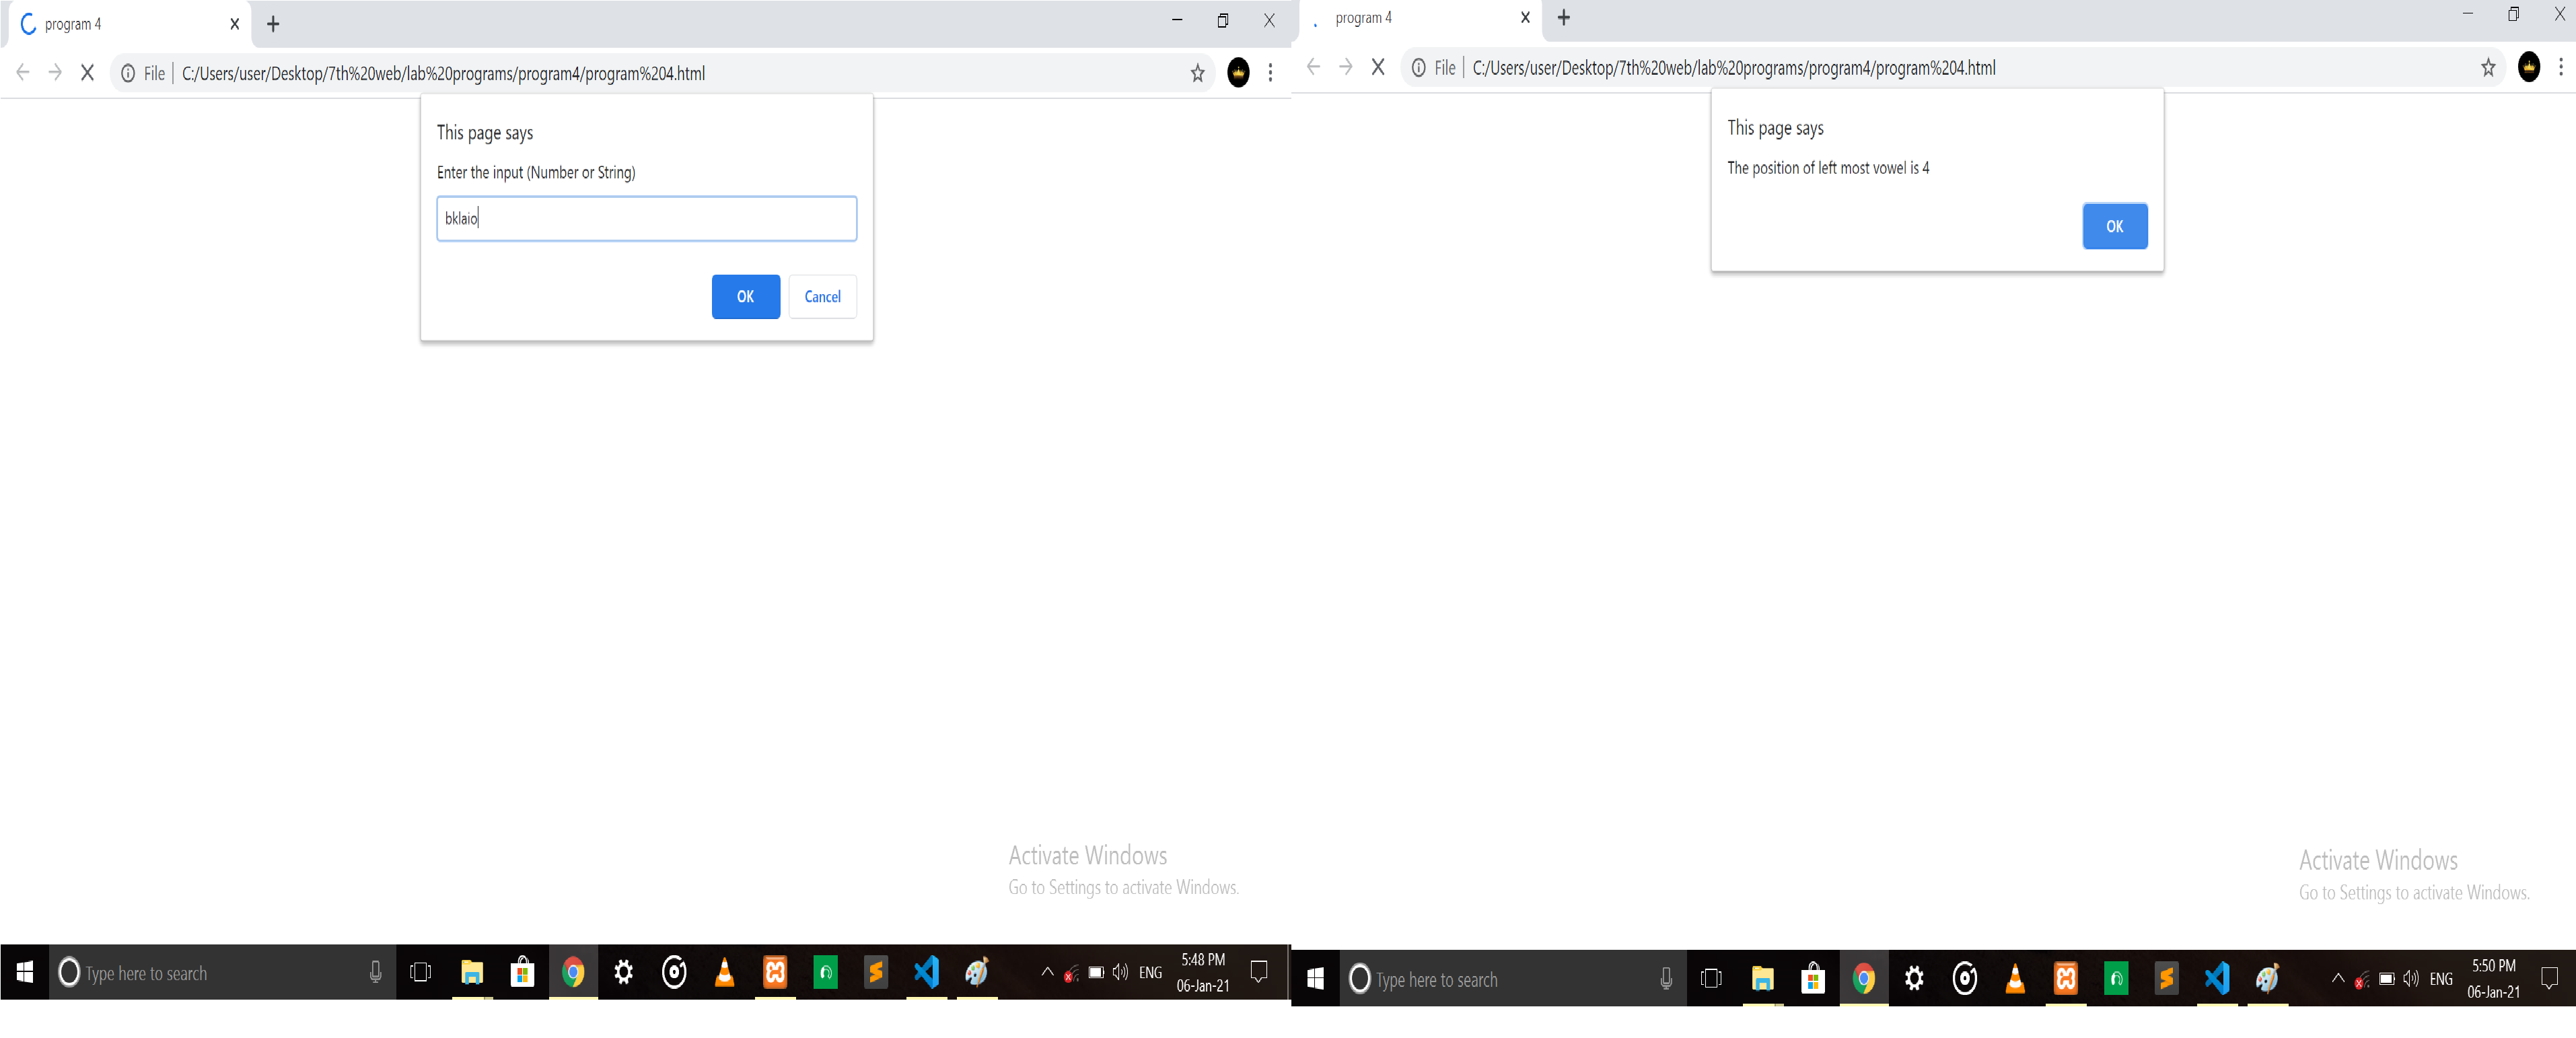 program 4
File
C:/Users/user/Desktop/7th%20web/lab%20programs/program4/program%204.html
This page says
Enter the input (Number or String)
bklaio
OK
Cancel
Activate Windows
Go to Settings to activate Windows.
Type here to search
ENG
5:48 PM
06-Jan-21
program 4
File
C:/Users/user/Desktop/7th%20web/lab%20programs/program4/program%204.html
This page says
The position of left most vowel is 4
OK
Activate Windows
Go to Settings to activate Windows.
Type here to search
ENG
5:50 PM
06-Jan-21